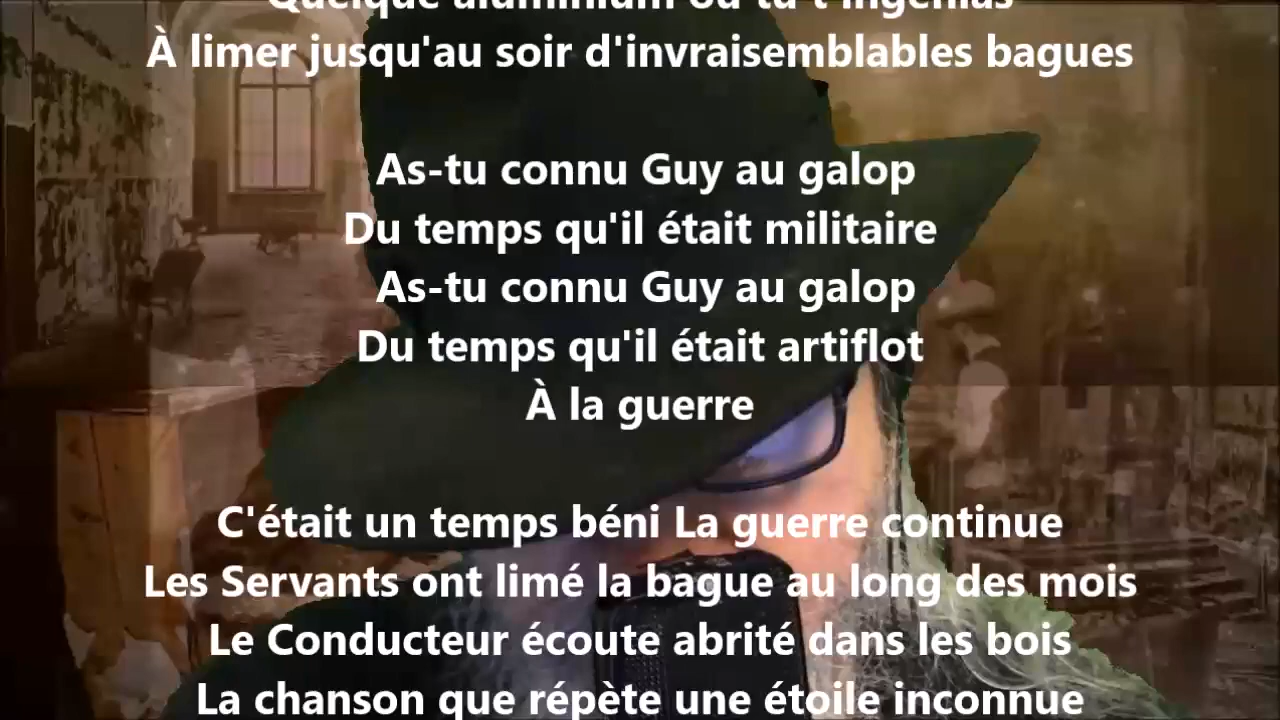 Quelque aluminium où tu t'ingénias
À limer jusqu'au soir d'invraisemblables bagues
As-tu connu Guy au galop
Du temps qu'il était militaire
As-tu connu Guy au galop
Du temps qu'il était artiflot
À la guerre
C'était un temps béni La guerre continue
Les Servants ont limé la bague au long des mois
Le Conducteur écoute abrité dans les bois
La chanson que répète une étoile inconnue